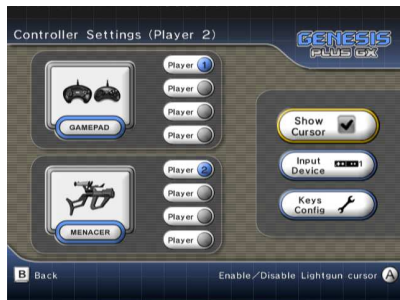 Controller Settings (Player 2)
GENESIS
PLUS GX
Player 1
Player
Player
Player
GAMEPAD
Show
Cursor
Player 2
Player
Player
Player
MENACER
Input
Device
Keys
Config
B Back
Enable/Disable Lightgun cursor A